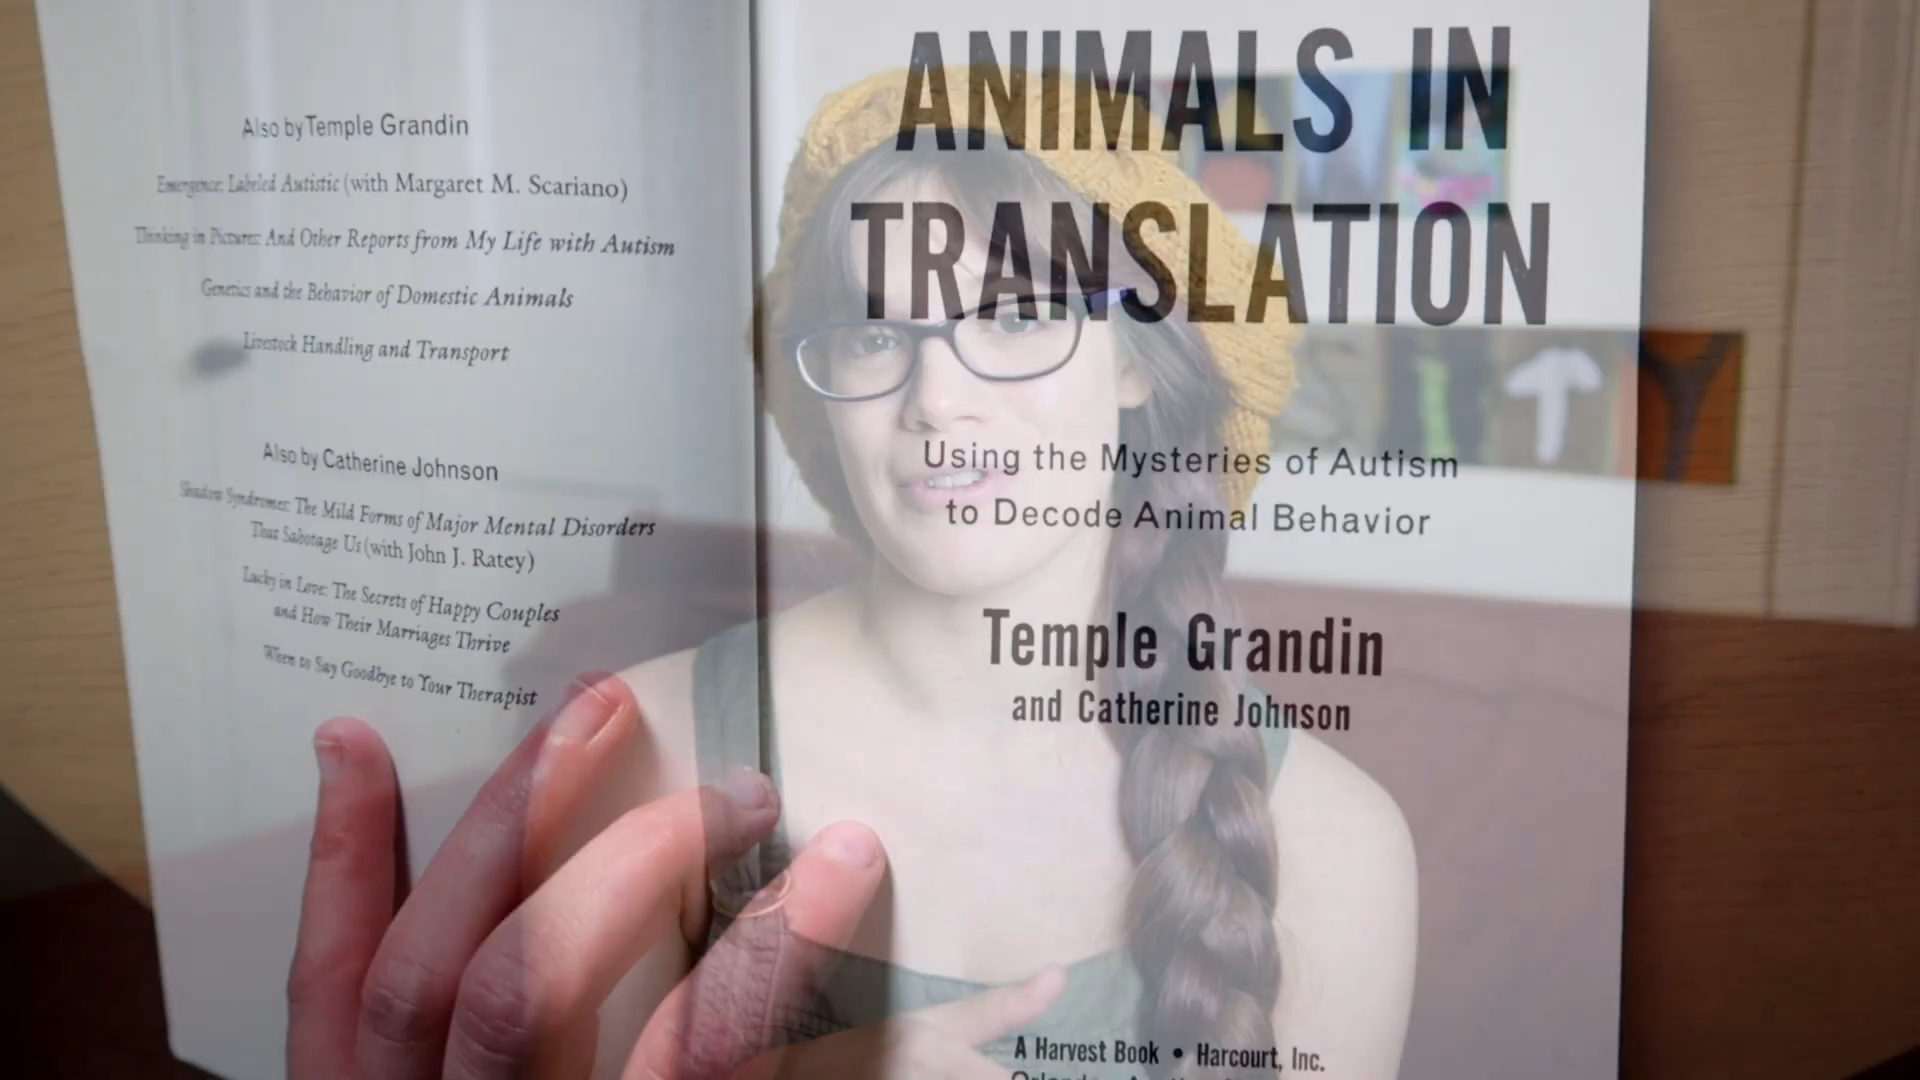 Also by Temple Grandin
Emergence: Labeled Autistic (with Margaret M. Scariano)
Thinking in Pictures: And Other Reports from My Life with Autism
Genetics and the Behavior of Domestic Animals
Livestock Handling and Transport
Also by Catherine Johnson
Shadow Syndromes: The Mild Forms of Major Mental Disorders
That Sabotage Us (with John J. Ratey)
Lucky in Love: The Secrets of Happy Couples
and How Their Marriages Thrive
When to Say Goodbye to Your Therapist
ANIMALS IN
TRANSLATION
Using the Mysteries of Autism
to Decode Animal Behavior
Temple Grandin
and Catherine Johnson
A Harvest Book • Harcourt, Inc.